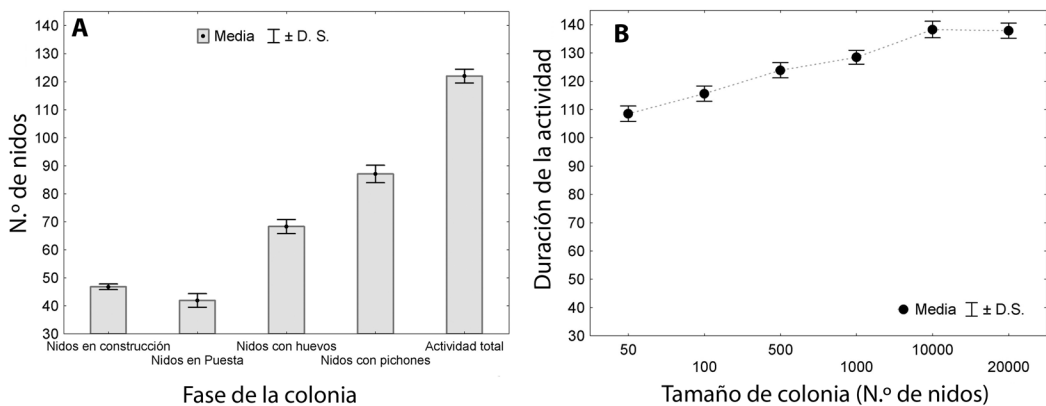 A
Media ± D. S.
N.º de nidos
140
130
120
110
100
90
80
70
60
50
40
30
Nidos en construcción
Nidos en Puesta
Nidos con huevos
Nidos con pichones
Actividad total
Fase de la colonia
B
Duración de la actividad
140
130
120
110
100
90
80
70
60
50
40
30
Media ± D.S.
50
100
500
1000
10000
20000
Tamaño de colonia (N.º de nidos)